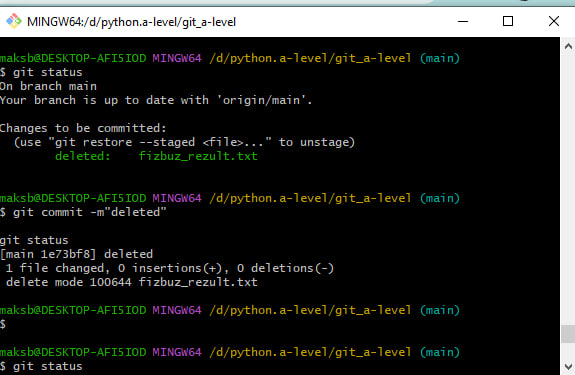 MINGW64:/d/python.a-level/git_a-level
maksb@DESKTOP-AFI5IOD MINGW64 /d/python.a-level/git_a-level (main)
$ git status
On branch main
Your branch is up to date with 'origin/main'.
Changes to be committed:
  (use "git restore --staged <file>..." to unstage)
        deleted:    fizbuz_rezult.txt
maksb@DESKTOP-AFI5IOD MINGW64 /d/python.a-level/git_a-level (main)
$ git commit -m"deleted"
git status
[main 1e73bf8] deleted
 1 file changed, 0 insertions(+), 0 deletions(-)
 delete mode 100644 fizbuz_rezult.txt
maksb@DESKTOP-AFI5IOD MINGW64 /d/python.a-level/git_a-level (main)
$
maksb@DESKTOP-AFI5IOD MINGW64 /d/python.a-level/git_a-level (main)
$ git status